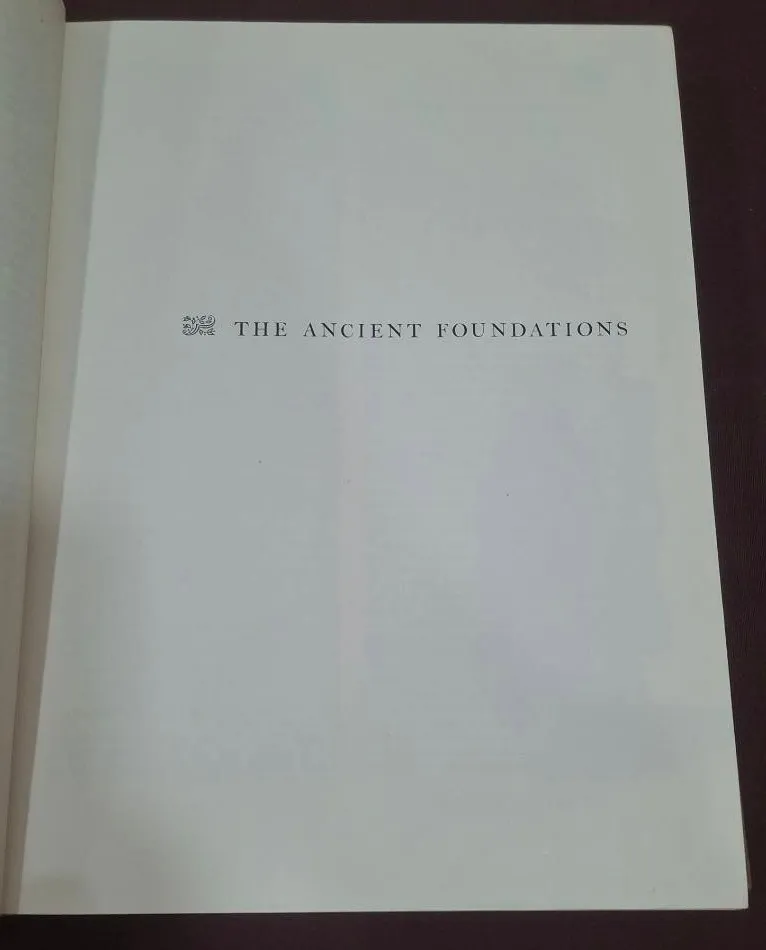 THE ANCIENT FOUNDATIONS